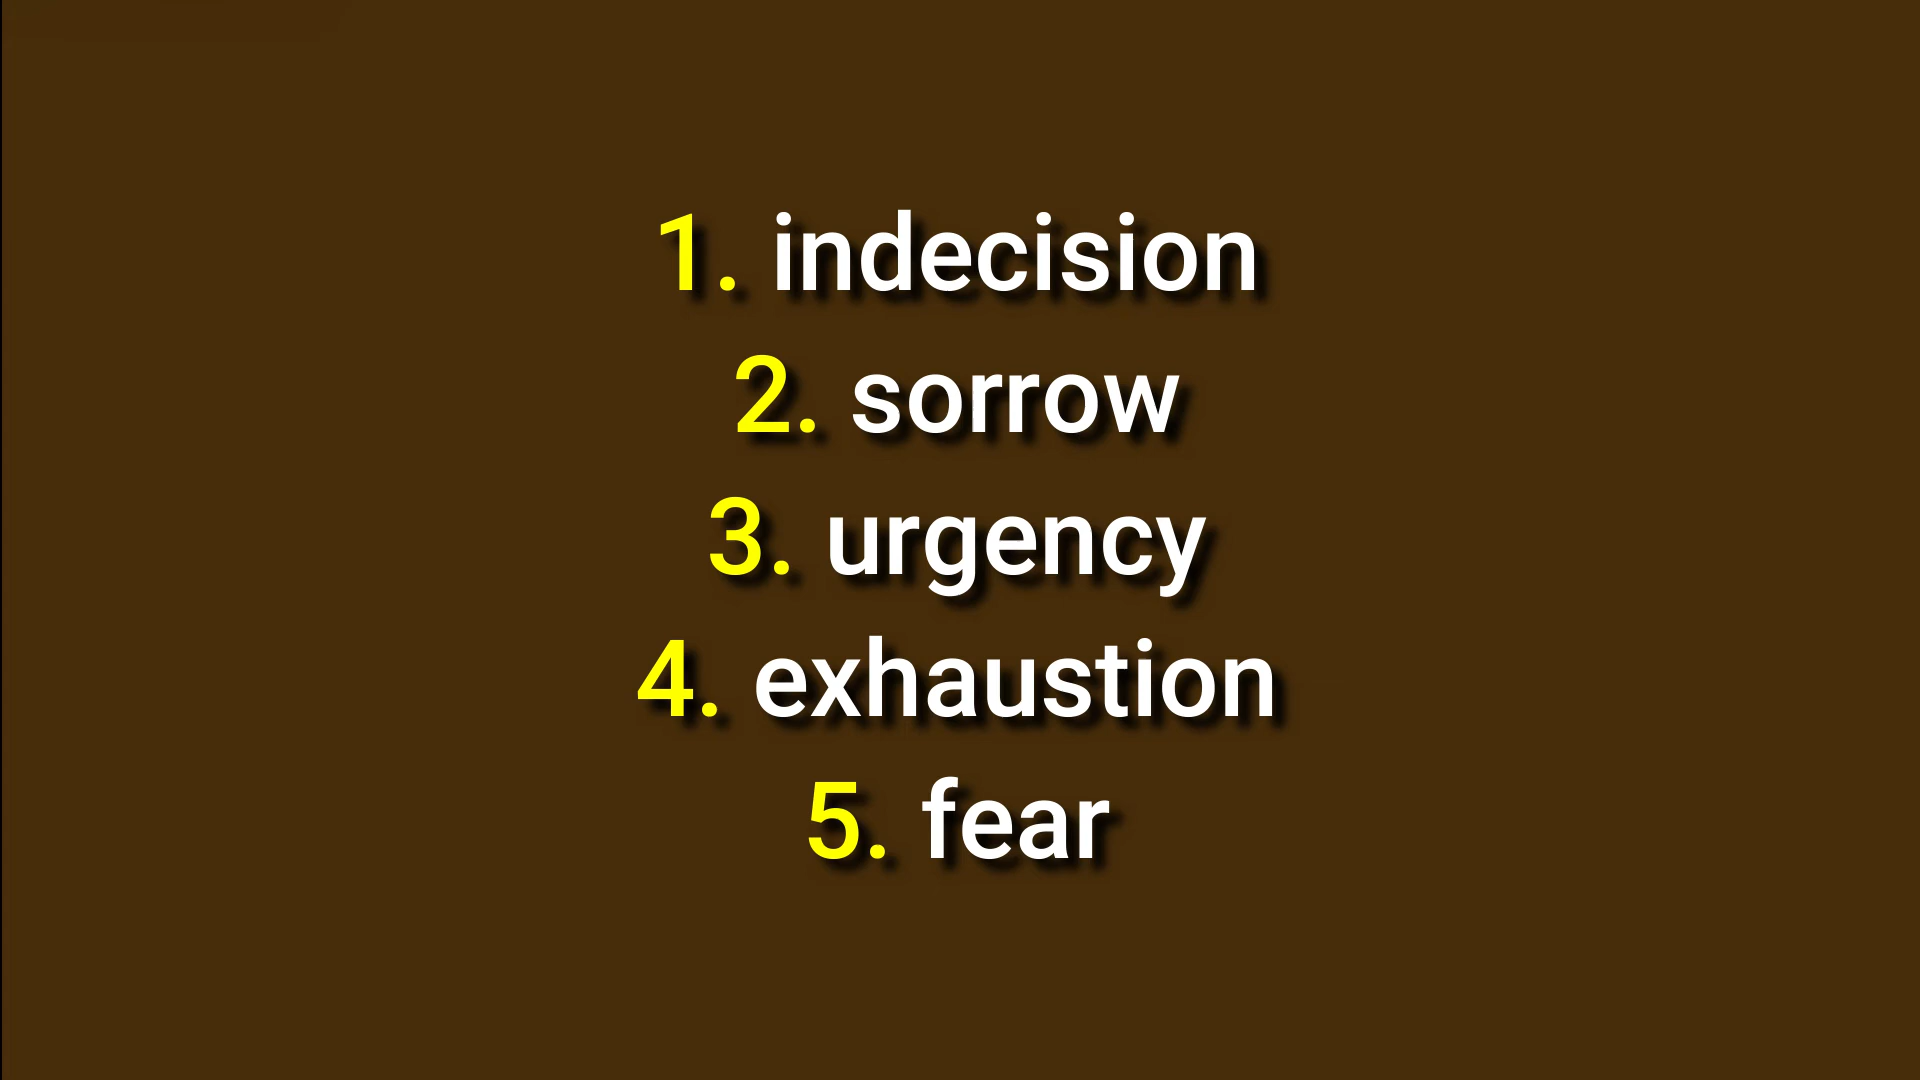 1. indecision
2. sorrow
3. urgency
4. exhaustion
5. fear